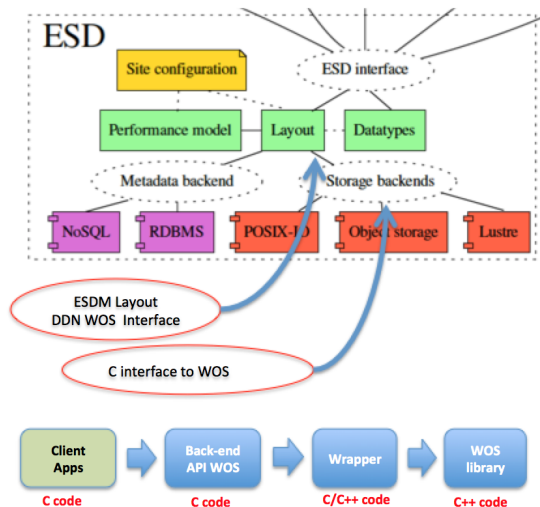 ESD
Site configuration
ESD interface
Performance model
Layout
Datatypes
Metadata backend
Storage backends
NoSQL
RDBMS
POSIX-IO
Object storage
Lustre
ESDM Layout
DDN WOS Interface
C interface to WOS
Client
Apps
Back-end
API WOS
Wrapper
WOS
library
C code
C code
C/C++ code
C++ code